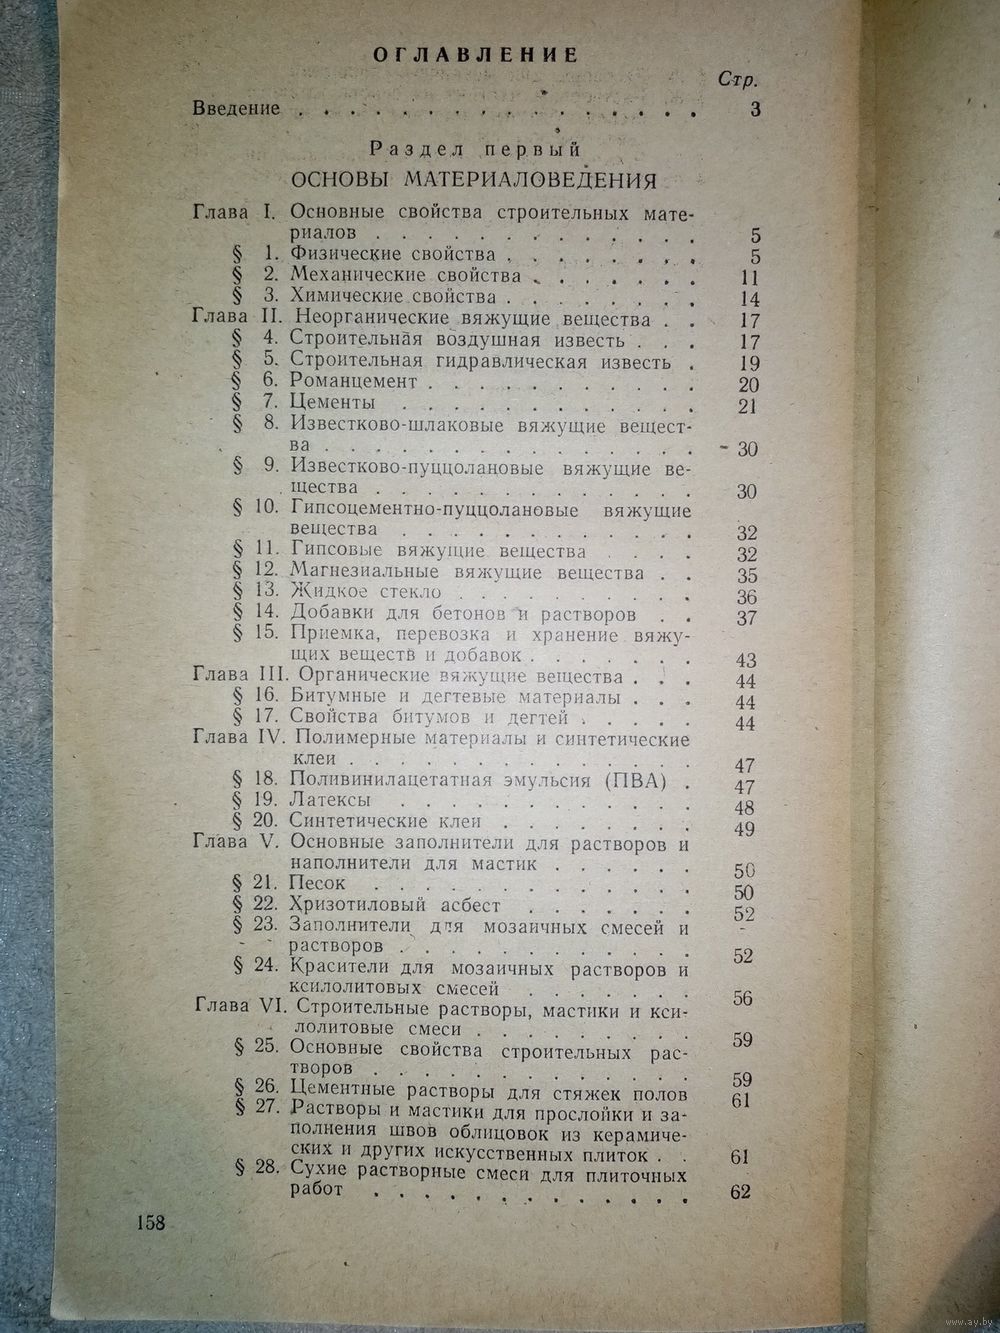 ОГЛАВЛЕНИЕ
Стр.
Введение . . . . . . . . . . . . . . . . 3
Раздел первый
ОСНОВЫ МАТЕРИАЛОВЕДЕНИЯ
Глава I. Основные свойства строительных мате-
риалов . . . . . . . . . . . . . 5
§ 1. Физические свойства . . . . . . . . 5
§ 2. Механические свойства . . . . . . . 11
§ 3. Химические свойства . . . . . . . . 14
Глава II. Неорганические вяжущие вещества . . 17
§ 4. Строительная воздушная известь . . . 17
§ 5. Строительная гидравлическая известь . 19
§ 6. Романцемент . . . . . . . . . . . 20
§ 7. Цементы . . . . . . . . . . . . 21
§ 8. Известково-шлаковые вяжущие вещест-
ва . . . . . . . . . . . . . . . 30
§ 9. Известково-пуццолановые вяжущие ве-
щества . . . . . . . . . . . . . 30
§ 10. Гипсоцементно-пуццолановые вяжущие
вещества . . . . . . . . . . . . 32
§ 11. Гипсовые вяжущие вещества . . . . 32
§ 12. Магнезиальные вяжущие вещества . . 35
§ 13. Жидкое стекло . . . . . . . . . . 36
§ 14. Добавки для бетонов и растворов . . 37
§ 15. Приемка, перевозка и хранение вяжу-
щих веществ и добавок . . . . . . . 43
Глава III. Органические вяжущие вещества . . . 44
§ 16. Битумные и дегтевые материалы . . . 44
§ 17. Свойства битумов и дегтей . . . . . 44
Глава IV. Полимерные материалы и синтетические
клеи . . . . . . . . . . . . . . 47
§ 18. Поливинилацетатная эмульсия (ПВА) . 47
§ 19. Латексы . . . . . . . . . . . . 48
§ 20. Синтетические клеи . . . . . . . . 49
Глава V. Основные заполнители для растворов и
наполнители для мастик . . . . . . 50
§ 21. Песок . . . . . . . . . . . . . 50
§ 22. Хризотиловый асбест . . . . . . . 52
§ 23. Заполнители для мозаичных смесей и
растворов . . . . . . . . . . . . 52
§ 24. Красители для мозаичных растворов и
ксилолитовых смесей . . . . . . . 56
Глава VI. Строительные растворы, мастики и кси-
лолитовые смеси . . . . . . . . . 59
§ 25. Основные свойства строительных рас-
творов . . . . . . . . . . . . . 59
§ 26. Цементные растворы для стяжек полов 61
§ 27. Растворы и мастики для прослойки и за-
полнения швов облицовок из керамиче-
ских и других искусственных плиток . . 61
§ 28. Сухие растворные смеси для плиточных
работ . . . . . . . . . . . . . 62
158
www.ay.by